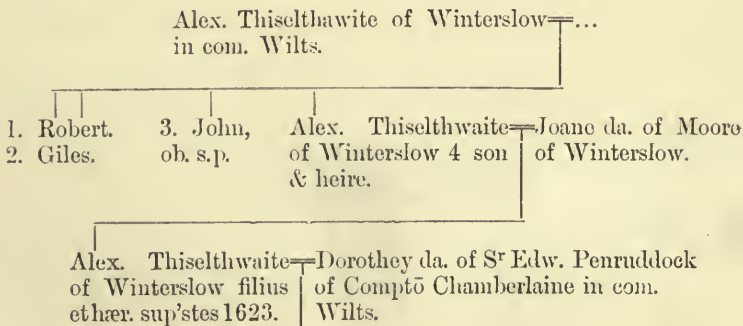 Alex. Thiselthawite of Winterslow=...
in com. Wilts.
1. Robert.
2. Giles.
3. John,
ob. s.p.
Alex. Thiselthwaite
of Winterslow 4 son
& heire.
=Joane da. of Moore
of Winterslow.
Alex. Thiselthwaite
of Winterslow filius
et hær. sup'stes 1623.
=Dorothey da. of Sʳ Edw. Penruddock
of Comptō Chamberlaine in com.
Wilts.